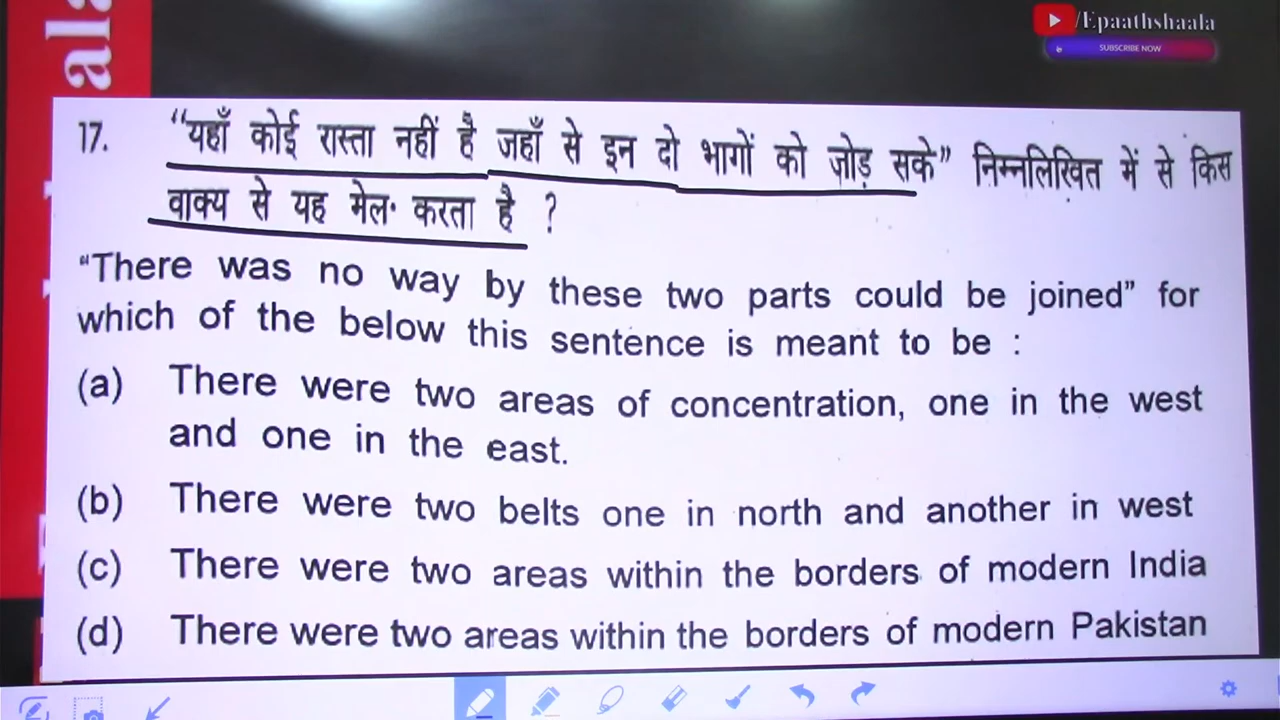 ala
/Epaathshaala
SUBSCRIBE NOW
17. "यहाँ कोई रास्ता नहीं है जहाँ से इन दो भागों को ज़ोड़ सके" निम्नलिखित में से किस
वाक्य से यह मेल करता है ?
"There was no way by these two parts could be joined" for
which of the below this sentence is meant to be :
(a) There were two areas of concentration, one in the west
and one in the east.
(b) There were two belts one in north and another in west
(c) There were two areas within the borders of modern India
(d) There were two areas within the borders of modern Pakistan